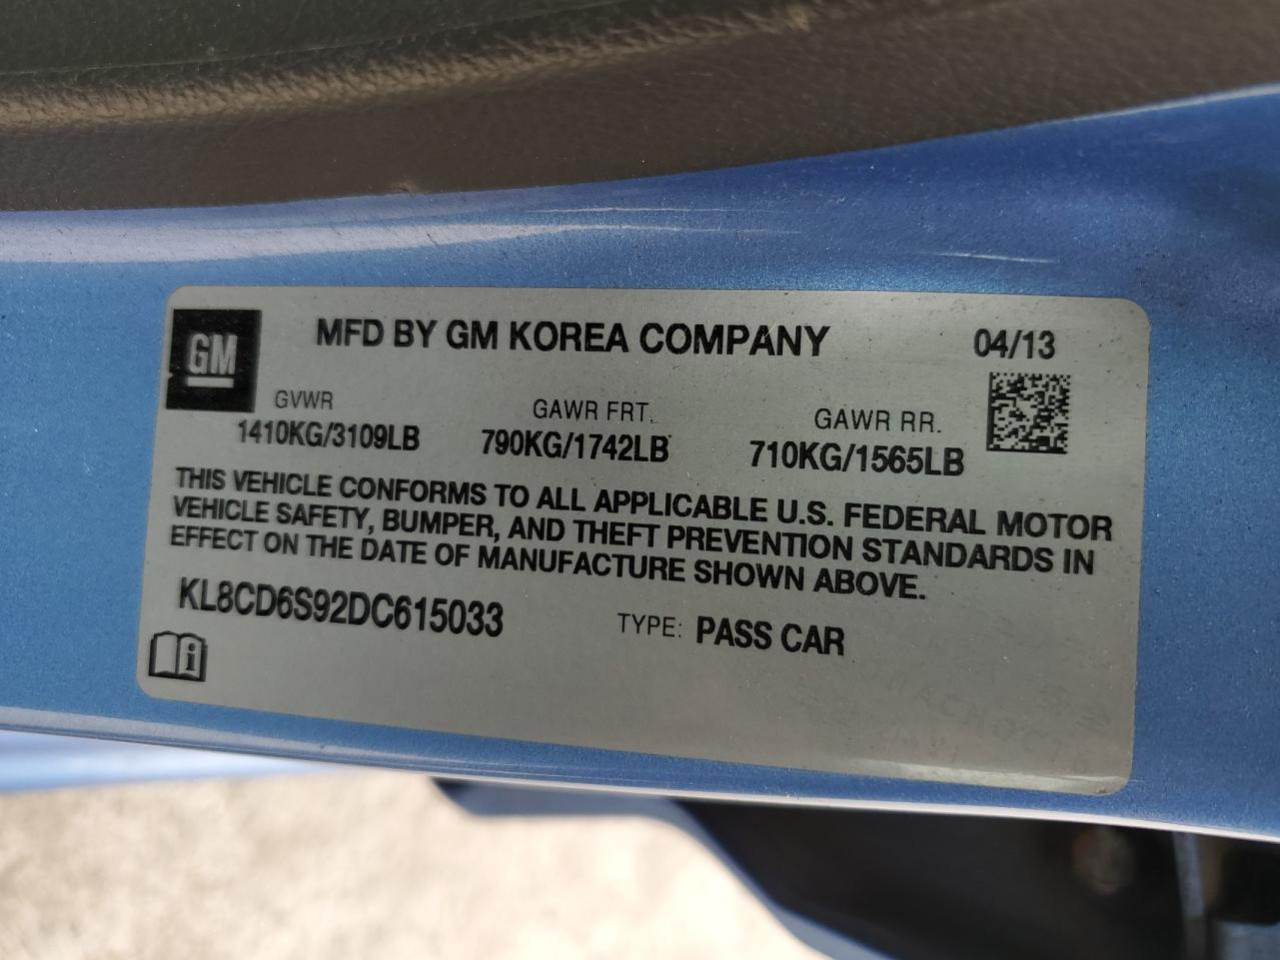 GM
MFD BY GM KOREA COMPANY 04/13
GVWR GAWR FRT. GAWR RR.
1410KG/3109LB 790KG/1742LB 710KG/1565LB
THIS VEHICLE CONFORMS TO ALL APPLICABLE U.S. FEDERAL MOTOR
VEHICLE SAFETY, BUMPER, AND THEFT PREVENTION STANDARDS IN
EFFECT ON THE DATE OF MANUFACTURE SHOWN ABOVE.
KL8CD6S92DC615033 TYPE: PASS CAR